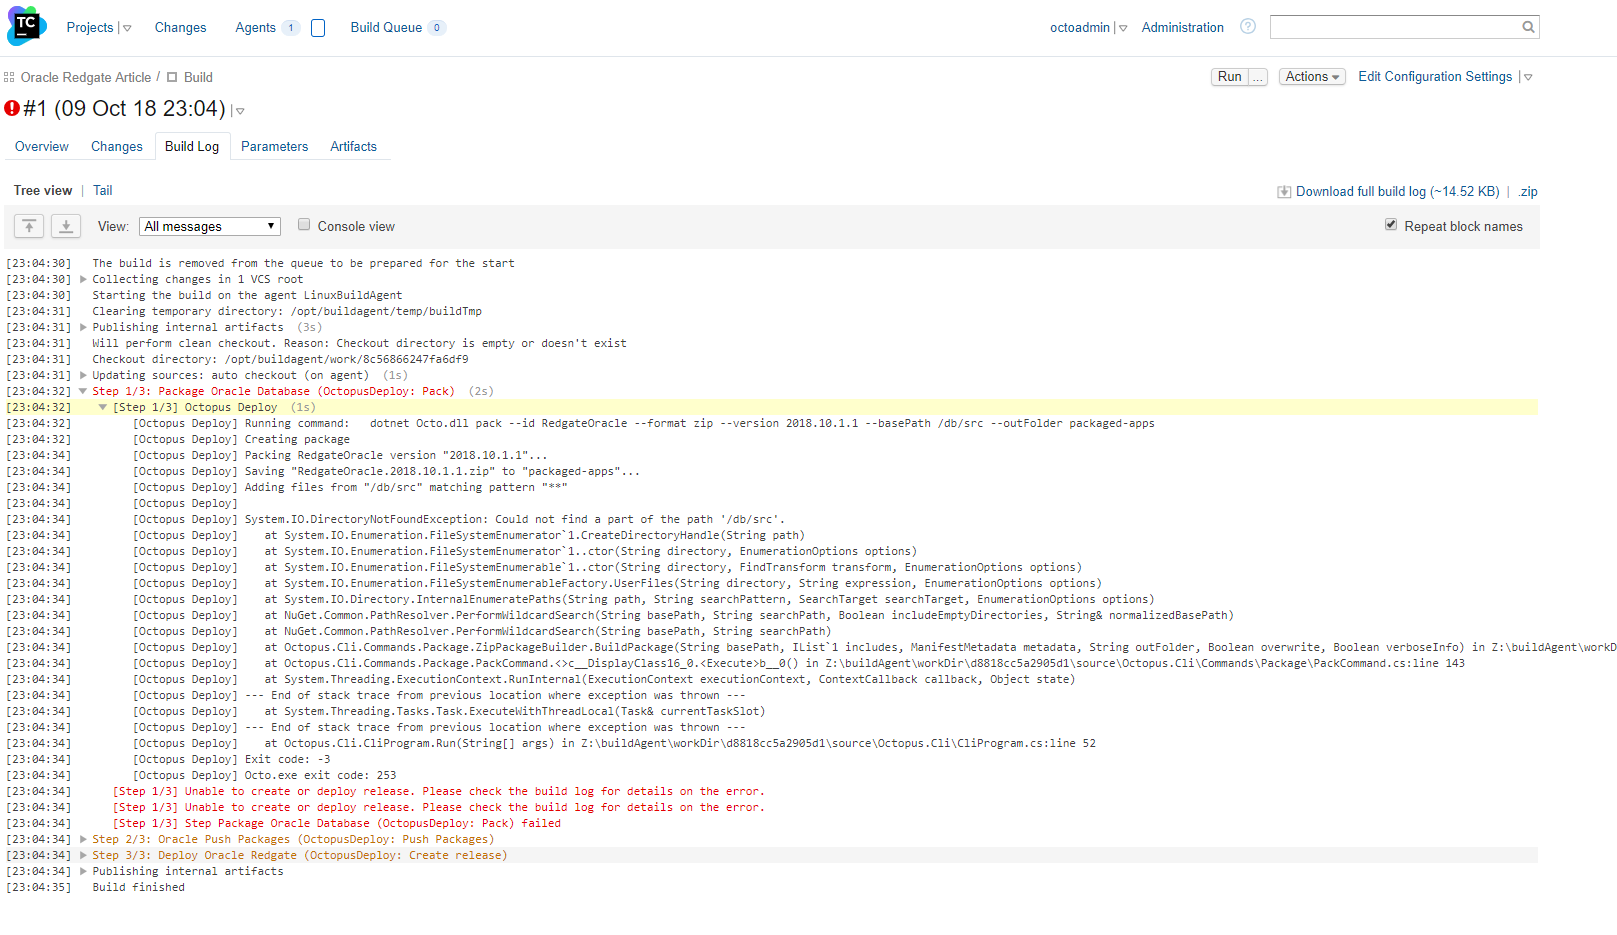 TC
Projects
Changes
Agents 1
Build Queue 0
octoadmin
Administration
?
Oracle Redgate Article / Build
Run ...
Actions
Edit Configuration Settings
#1 (09 Oct 18 23:04)
Overview
Changes
Build Log
Parameters
Artifacts
Tree view | Tail
Download full build log (~14.52 KB) | .zip
View: All messages
Console view
Repeat block names
[23:04:30] The build is removed from the queue to be prepared for the start
[23:04:30] Collecting changes in 1 VCS root
[23:04:30] Starting the build on the agent LinuxBuildAgent
[23:04:31] Clearing temporary directory: /opt/buildagent/temp/buildTmp
[23:04:31] Publishing internal artifacts (3s)
[23:04:31] Will perform clean checkout. Reason: Checkout directory is empty or doesn't exist
[23:04:31] Checkout directory: /opt/buildagent/work/8c56866247fa6df9
[23:04:31] Updating sources: auto checkout (on agent) (1s)
[23:04:32] Step 1/3: Package Oracle Database (OctopusDeploy: Pack) (2s)
[23:04:32] [Step 1/3] Octopus Deploy (1s)
[23:04:32] [Octopus Deploy] Running command: dotnet Octo.dll pack --id RedgateOracle --format zip --version 2018.10.1.1 --basePath /db/src --outFolder packaged-apps
[23:04:32] [Octopus Deploy] Creating package
[23:04:34] [Octopus Deploy] Packing RedgateOracle version "2018.10.1.1"...
[23:04:34] [Octopus Deploy] Saving "RedgateOracle.2018.10.1.1.zip" to "packaged-apps"...
[23:04:34] [Octopus Deploy] Adding files from "/db/src" matching pattern "**"
[23:04:34] [Octopus Deploy]
[23:04:34] [Octopus Deploy] System.IO.DirectoryNotFoundException: Could not find a part of the path '/db/src'.
[23:04:34] [Octopus Deploy] at System.IO.Enumeration.FileSystemEnumerator`1.CreateDirectoryHandle(String path)
[23:04:34] [Octopus Deploy] at System.IO.Enumeration.FileSystemEnumerator`1..ctor(String directory, EnumerationOptions options)
[23:04:34] [Octopus Deploy] at System.IO.Enumeration.FileSystemEnumerable`1..ctor(String directory, FindTransform transform, EnumerationOptions options)
[23:04:34] [Octopus Deploy] at System.IO.Enumeration.FileSystemEnumerableFactory.UserFiles(String directory, String expression, EnumerationOptions options)
[23:04:34] [Octopus Deploy] at System.IO.Directory.InternalEnumeratePaths(String path, String searchPattern, SearchTarget searchTarget, EnumerationOptions options)
[23:04:34] [Octopus Deploy] at NuGet.Common.PathResolver.PerformWildcardSearch(String basePath, String searchPath, Boolean includeEmptyDirectories, String& normalizedBasePath)
[23:04:34] [Octopus Deploy] at NuGet.Common.PathResolver.PerformWildcardSearch(String basePath, String searchPath)
[23:04:34] [Octopus Deploy] at Octopus.Cli.Commands.Package.ZipPackageBuilder.BuildPackage(String basePath, IList`1 includes, ManifestMetadata metadata, String outFolder, Boolean overwrite, Boolean verboseInfo) in Z:\buildAgent\workD
[23:04:34] [Octopus Deploy] at Octopus.Cli.Commands.Package.PackCommand.<>c__DisplayClass16_0.<Execute>b__0() in Z:\buildAgent\workDir\d8818cc5a2905d1\source\Octopus.Cli\Commands\Package\PackCommand.cs:line 143
[23:04:34] [Octopus Deploy] at System.Threading.ExecutionContext.RunInternal(ExecutionContext executionContext, ContextCallback callback, Object state)
[23:04:34] [Octopus Deploy] --- End of stack trace from previous location where exception was thrown ---
[23:04:34] [Octopus Deploy] at System.Threading.Tasks.Task.ExecuteWithThreadLocal(Task& currentTaskSlot)
[23:04:34] [Octopus Deploy] --- End of stack trace from previous location where exception was thrown ---
[23:04:34] [Octopus Deploy] at Octopus.Cli.CliProgram.Run(String[] args) in Z:\buildAgent\workDir\d8818cc5a2905d1\source\Octopus.Cli\CliProgram.cs:line 52
[23:04:34] [Octopus Deploy] Exit code: -3
[23:04:34] [Octopus Deploy] Octo.exe exit code: 253
[23:04:34] [Step 1/3] Unable to create or deploy release. Please check the build log for details on the error.
[23:04:34] [Step 1/3] Unable to create or deploy release. Please check the build log for details on the error.
[23:04:34] [Step 1/3] Step Package Oracle Database (OctopusDeploy: Pack) failed
[23:04:34] Step 2/3: Oracle Push Packages (OctopusDeploy: Push Packages)
[23:04:34] Step 3/3: Deploy Oracle Redgate (OctopusDeploy: Create release)
[23:04:34] Publishing internal artifacts
[23:04:35] Build finished